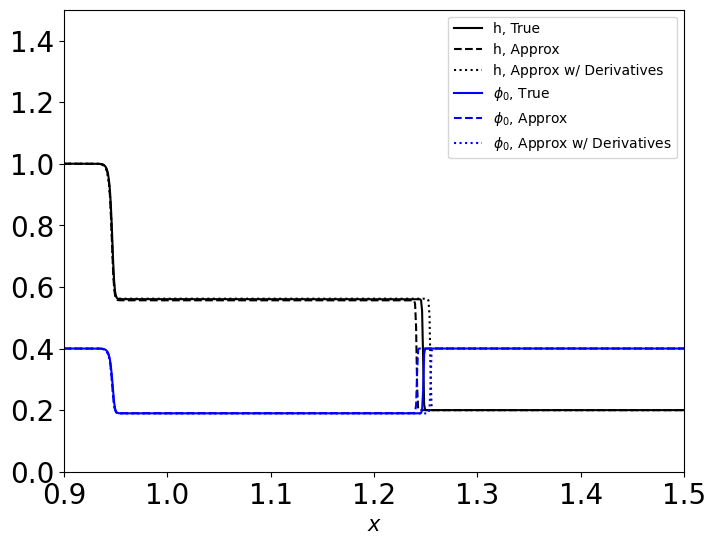 h, True
h, Approx
h, Approx w/ Derivatives
ϕ₀, True
ϕ₀, Approx
ϕ₀, Approx w/ Derivatives
1.4
1.2
1.0
0.8
0.6
0.4
0.2
0.0
0.9 1.0 1.1 1.2 1.3 1.4 1.5
x